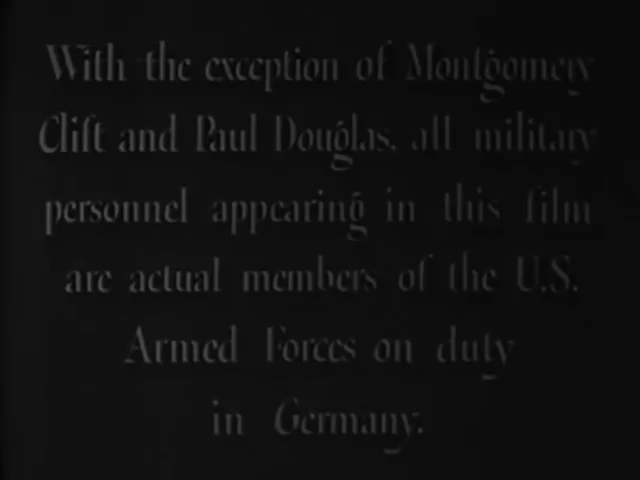 With the exception of Montgomery
Clift and Paul Douglas, all military
personnel appearing in this film
are actual members of the U.S.
Armed Forces on duty
in Germany.